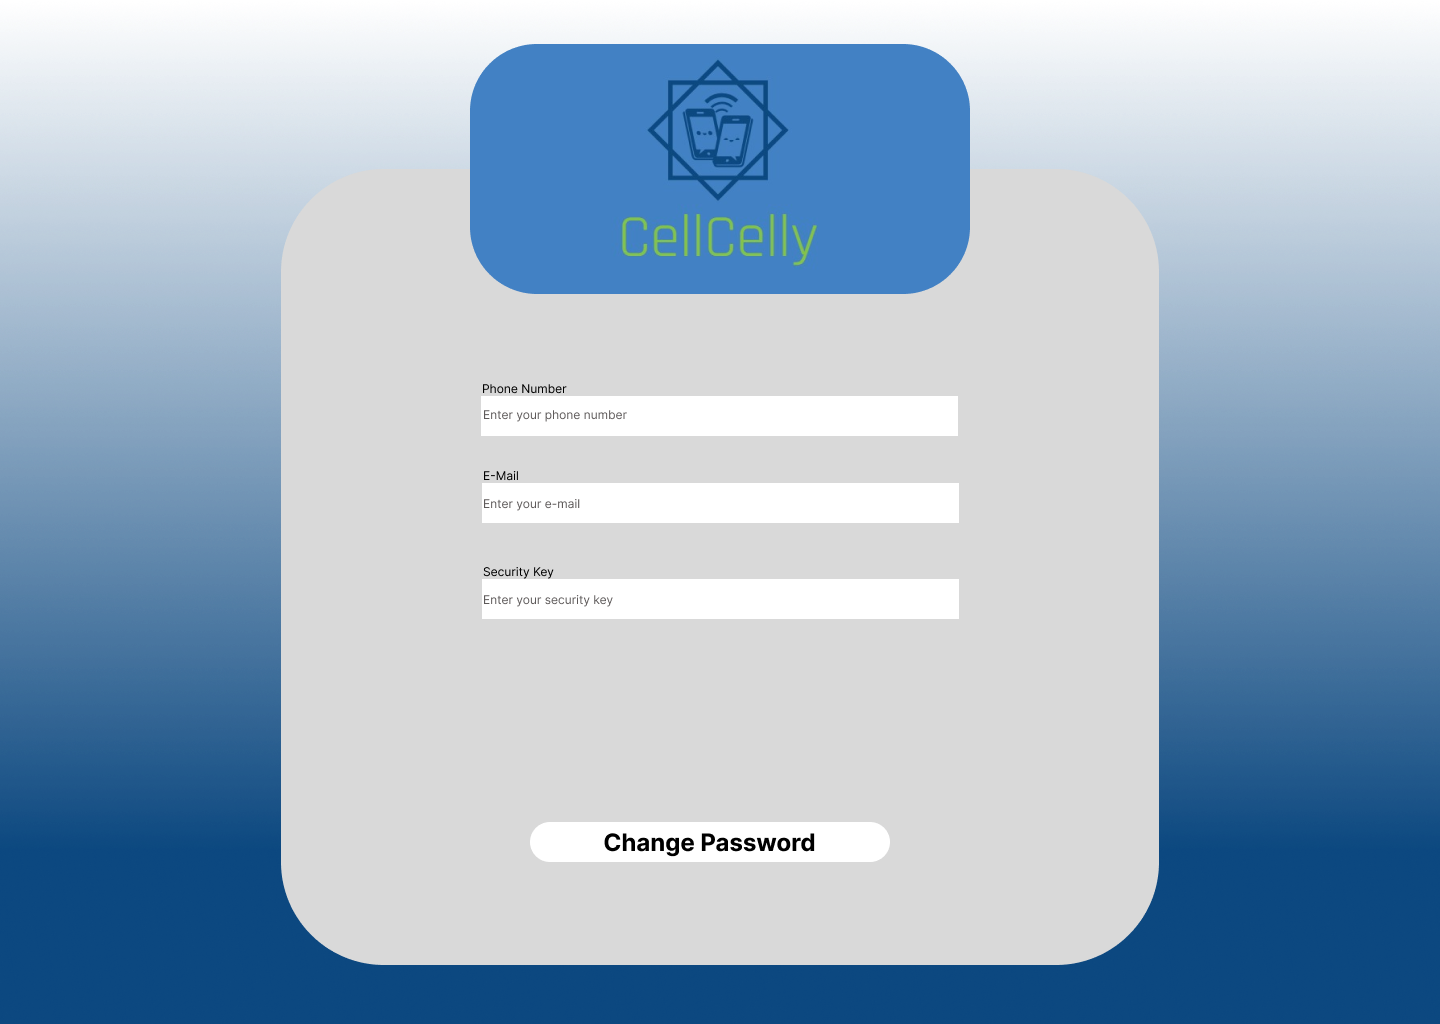 CellCelly
Phone Number
Enter your phone number
E-Mail
Enter your e-mail
Security Key
Enter your security key
Change Password